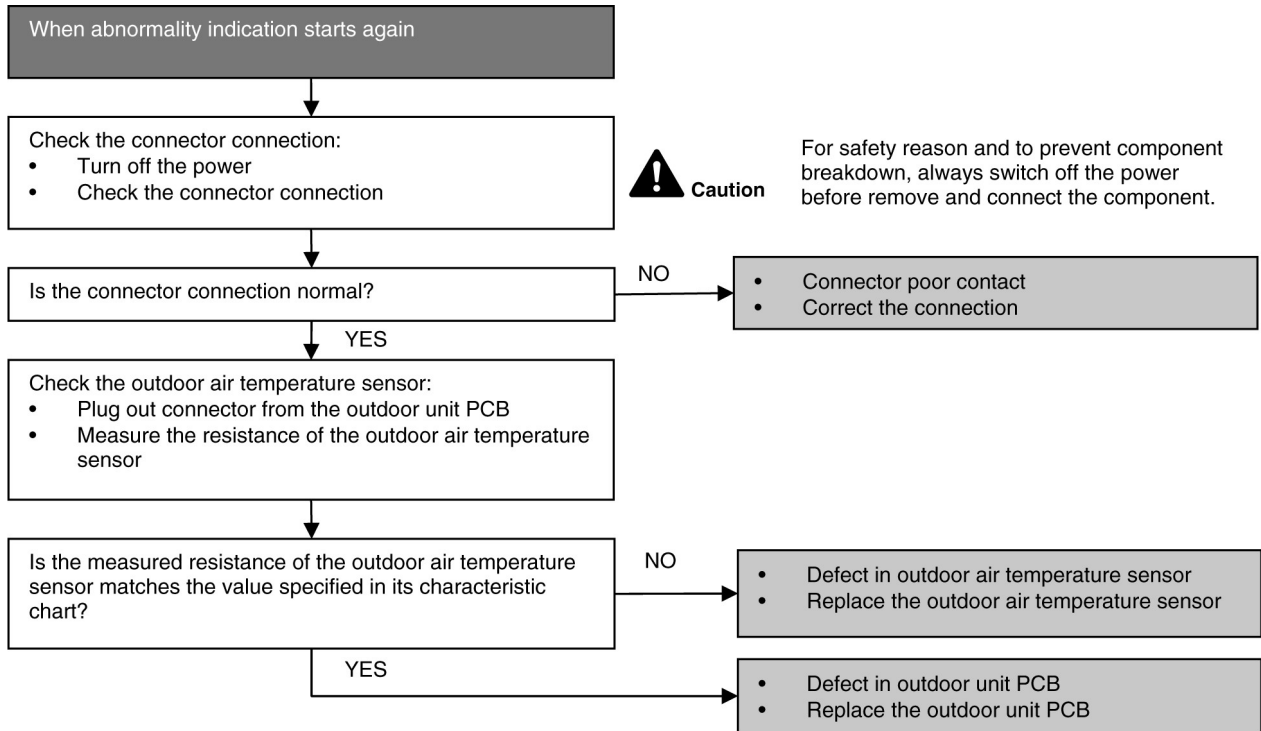 When abnormality indication starts again
Check the connector connection:
• Turn off the power
• Check the connector connection
Caution
For safety reason and to prevent component
breakdown, always switch off the power
before remove and connect the component.
Is the connector connection normal?
NO
• Connector poor contact
• Correct the connection
YES
Check the outdoor air temperature sensor:
• Plug out connector from the outdoor unit PCB
• Measure the resistance of the outdoor air temperature
sensor
Is the measured resistance of the outdoor air temperature
sensor matches the value specified in its characteristic
chart?
NO
• Defect in outdoor air temperature sensor
• Replace the outdoor air temperature sensor
YES
• Defect in outdoor unit PCB
• Replace the outdoor unit PCB